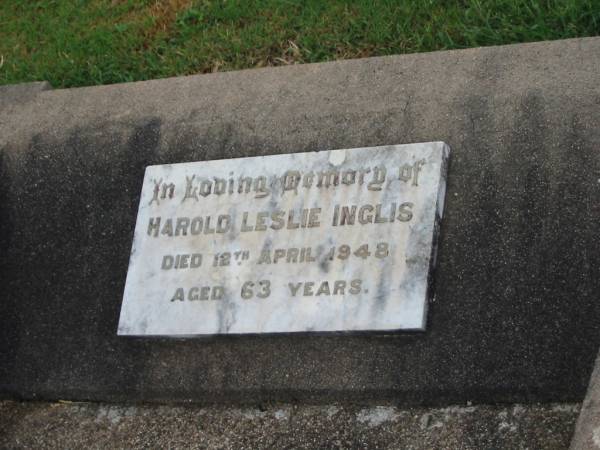 In Loving Memory of
HAROLD LESLIE INGLIS
DIED 12TH APRIL 1948
AGED 63 YEARS.